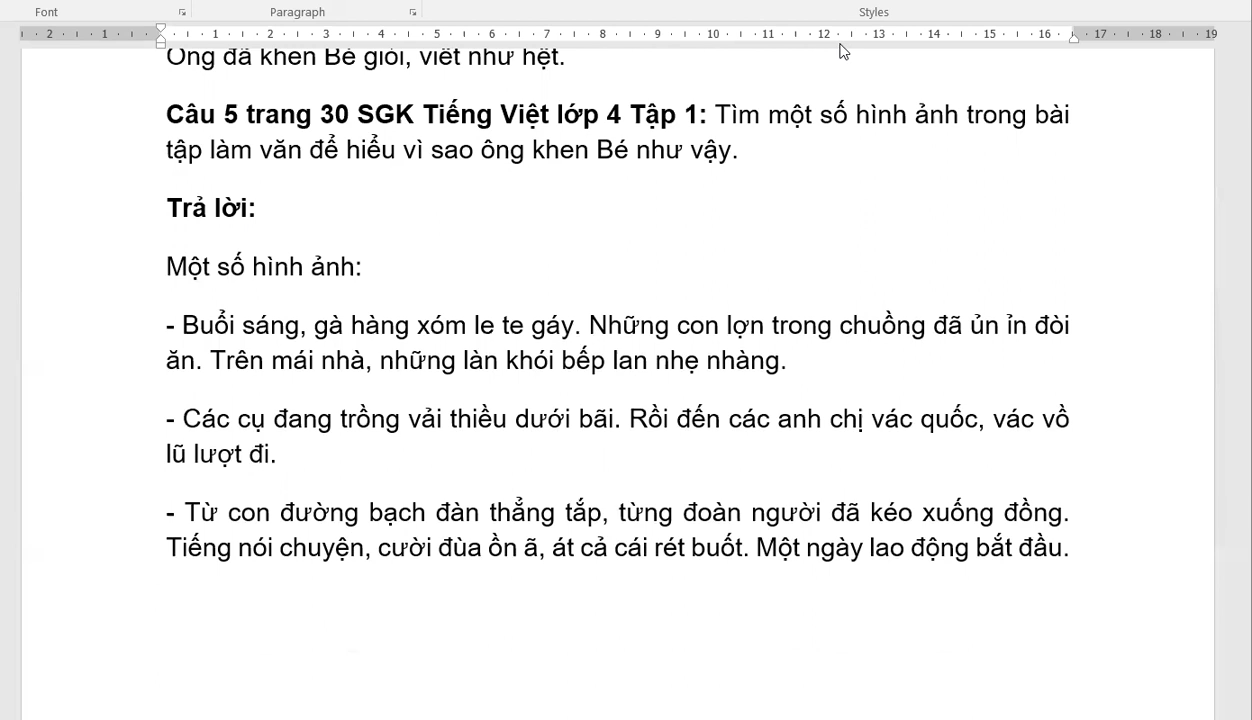 Font Paragraph Styles
2 1 1 2 3 4 5 6 7 8 9 10 11 12 13 14 15 16 17 18 19
Ông đã khen Bé giỏi, viết như hệt.
Câu 5 trang 30 SGK Tiếng Việt lớp 4 Tập 1: Tìm một số hình ảnh trong bài
tập làm văn để hiểu vì sao ông khen Bé như vậy.
Trả lời:
Một số hình ảnh:
- Buổi sáng, gà hàng xóm le te gáy. Những con lợn trong chuồng đã ủn ỉn đòi
ăn. Trên mái nhà, những làn khói bếp lan nhẹ nhàng.
- Các cụ đang trồng vải thiều dưới bãi. Rồi đến các anh chị vác quốc, vác vồ
lũ lượt đi.
- Từ con đường bạch đàn thẳng tắp, từng đoàn người đã kéo xuống đồng.
Tiếng nói chuyện, cười đùa ồn ã, át cả cái rét buốt. Một ngày lao động bắt đầu.